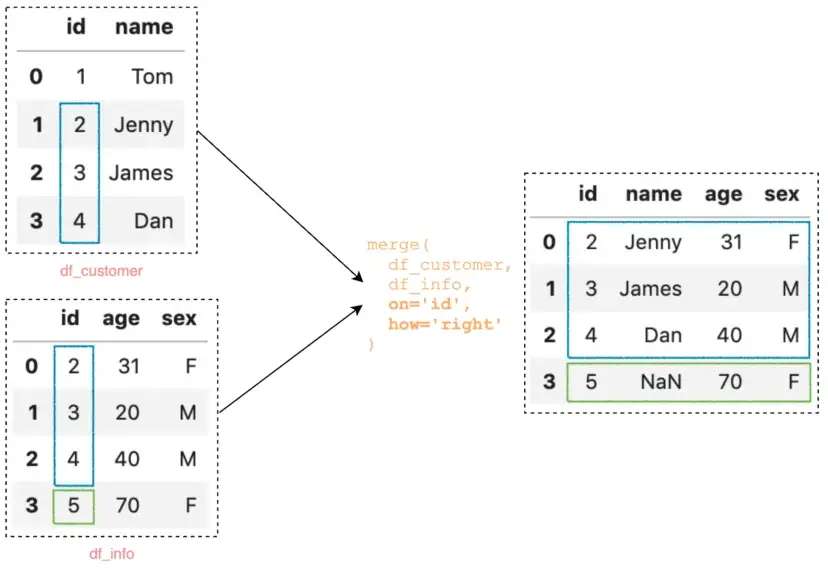 id name
0 1 Tom
1 2 Jenny
2 3 James
3 4 Dan
df_customer
id age sex
0 2 31 F
1 3 20 M
2 4 40 M
3 5 70 F
df_info
merge(
df_customer,
df_info,
on='id',
how='right'
)
id name age sex
0 2 Jenny 31 F
1 3 James 20 M
2 4 Dan 40 M
3 5 NaN 70 F